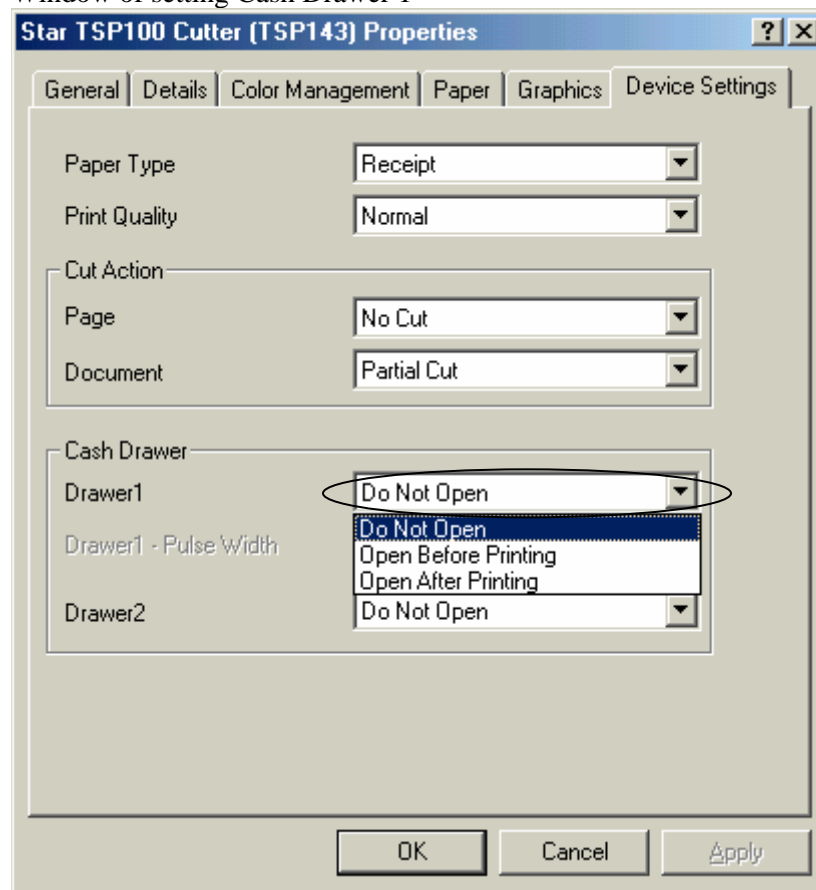 Window of setting Cash Drawer 1
Star TSP100 Cutter (TSP143) Properties ? X
General Details Color Management Paper Graphics Device Settings
Paper Type Receipt
Print Quality Normal
Cut Action
Page No Cut
Document Partial Cut
Cash Drawer
Drawer1 Do Not Open
Do Not Open
Drawer1 - Pulse Width Open Before Printing
Open After Printing
Drawer2 Do Not Open
OK Cancel Apply